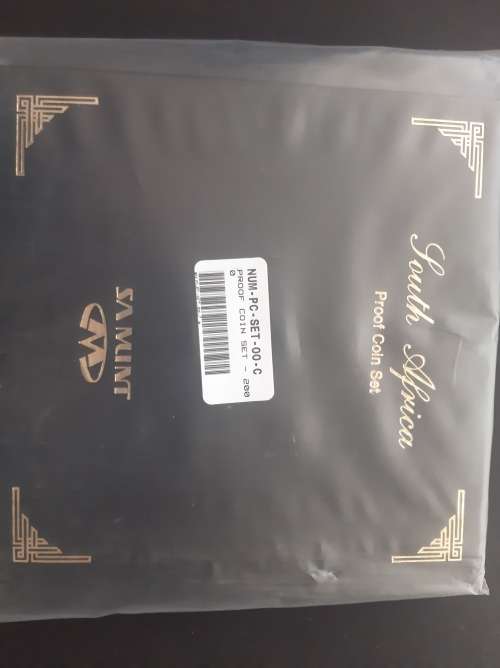 South Africa
Proof Coin Set
NUM-PC-SET-00-C
PROOF COIN SET - 200
0
SA MINT